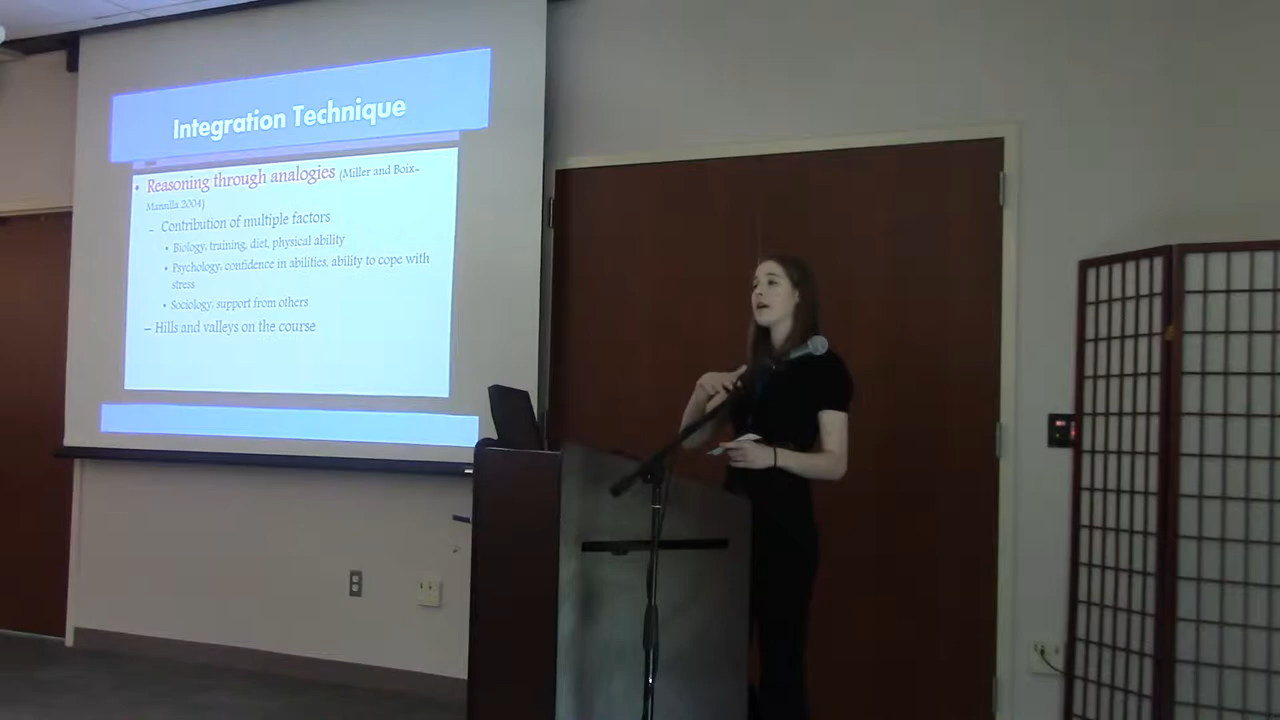 Integration Technique
• Reasoning through analogies (Miller and Boix-
Mansilla 2004)
– Contribution of multiple factors
• Biology, training, diet, physical ability
• Psychology, confidence in abilities, ability to cope with
stress
• Sociology, support from others
– Hills and valleys on the course